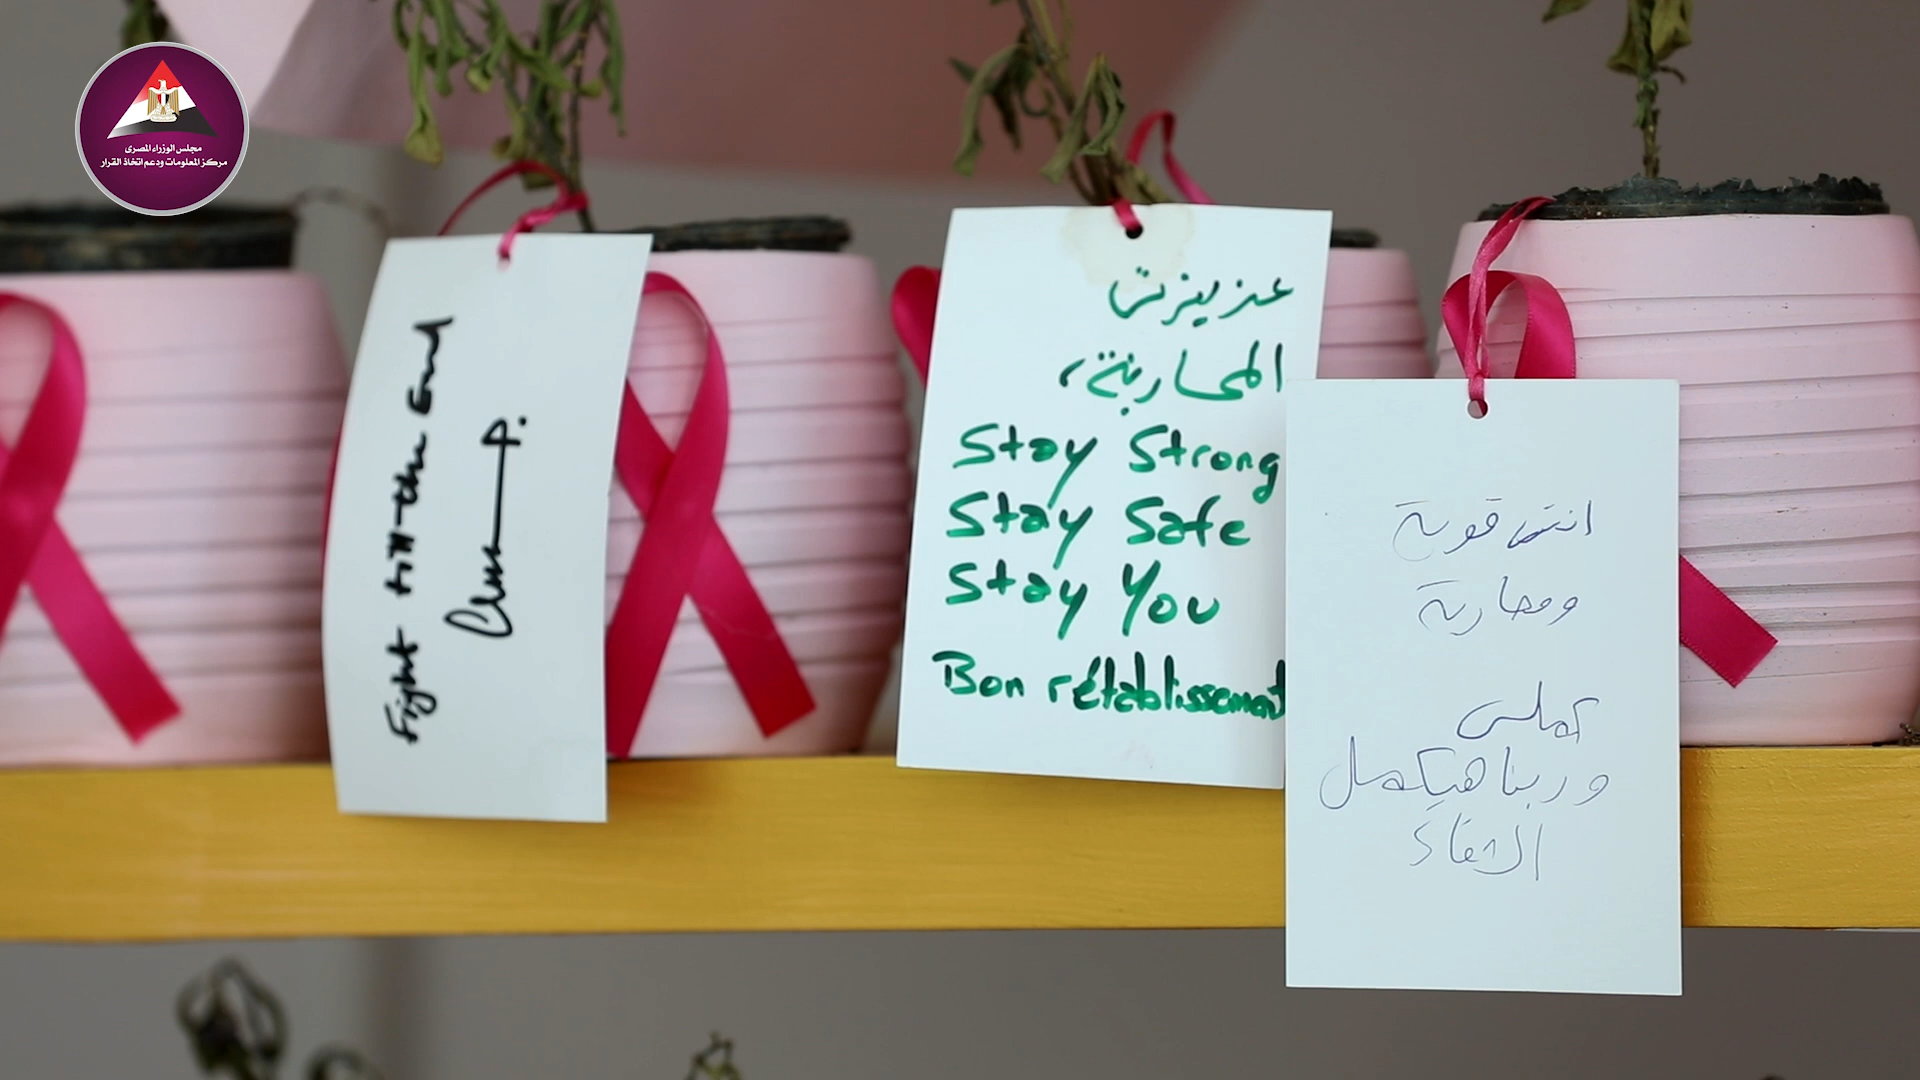 مجلس الوزراء المصرى
مركز المعلومات ودعم اتخاذ القرار
Fight till the End
عزيزتى
المحاربة،
Stay Strong
Stay Safe
Stay You
Bon rétablissement
انتى قوية
ومحاربة
كملى
وربنا هيكمل
الشفاء